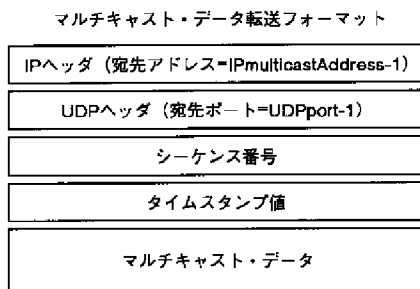 マルチキャスト・データ転送フォーマット
IPヘッダ（宛先アドレス=IPmulticastAddress-1）
UDPヘッダ（宛先ポート=UDPport-1）
シーケンス番号
タイムスタンプ値
マルチキャスト・データ